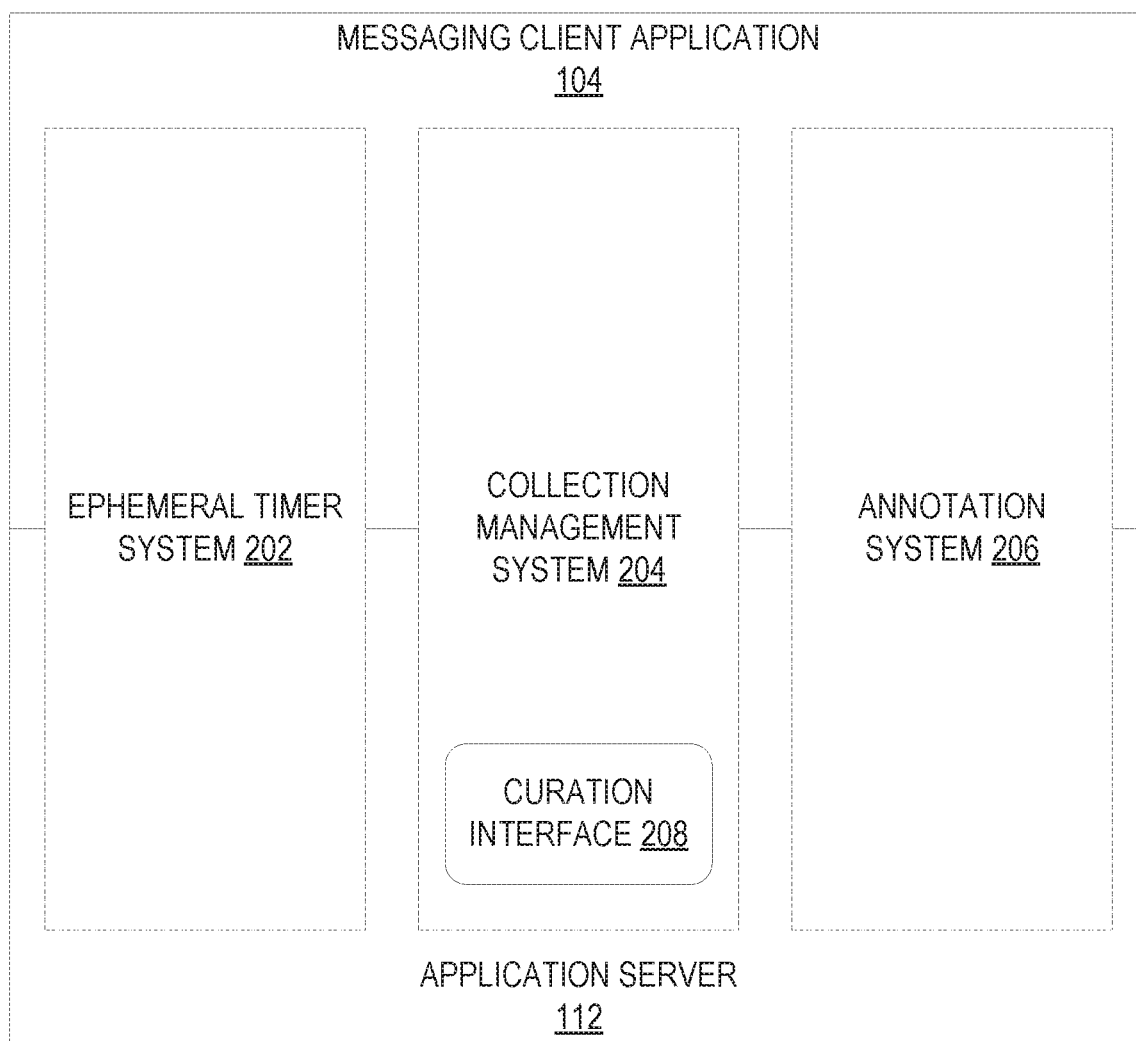 MESSAGING CLIENT APPLICATION
104
EPHEMERAL TIMER
SYSTEM 202
COLLECTION
MANAGEMENT
SYSTEM 204
ANNOTATION
SYSTEM 206
CURATION
INTERFACE 208
APPLICATION SERVER
112